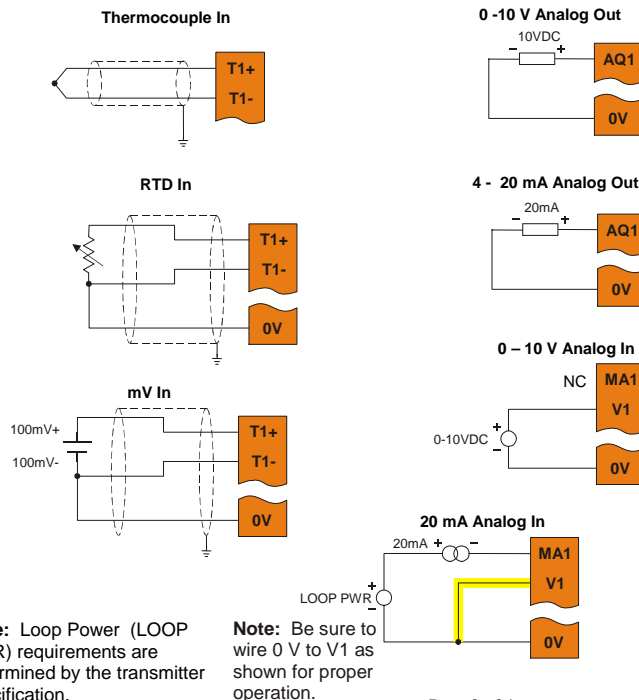 Thermocouple In
T1+
T1-
RTD In
T1+
T1-
0V
mV In
100mV+
100mV-
T1+
T1-
0V
0 -10 V Analog Out
10VDC
- +
AQ1
0V
4 - 20 mA Analog Out
20mA
- +
AQ1
0V
0 – 10 V Analog In
NC
MA1
V1
+
0-10VDC
-
0V
20 mA Analog In
20mA + -
MA1
V1
+
LOOP PWR
-
0V
Loop Power (LOOP
requirements are
by the transmitter
Note: Be sure to
wire 0 V to V1 as
shown for proper
operation.